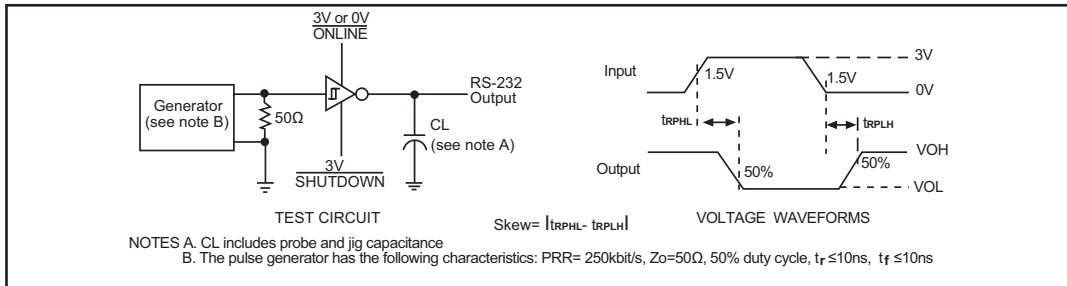 3V or 0V
ONLINE
Generator
(see note B)
50Ω
RS-232
Output
CL
(see note A)
3V
SHUTDOWN
TEST CIRCUIT
Input
1.5V
1.5V
3V
0V
tRPHL
tRPLH
Output
50%
50%
VOH
VOL
VOLTAGE WAVEFORMS
Skew= |tRPHL- tRPLH|
NOTES A. CL includes probe and jig capacitance
B. The pulse generator has the following characteristics: PRR= 250kbit/s, Zo=50Ω, 50% duty cycle, tr ≤10ns, tf ≤10ns